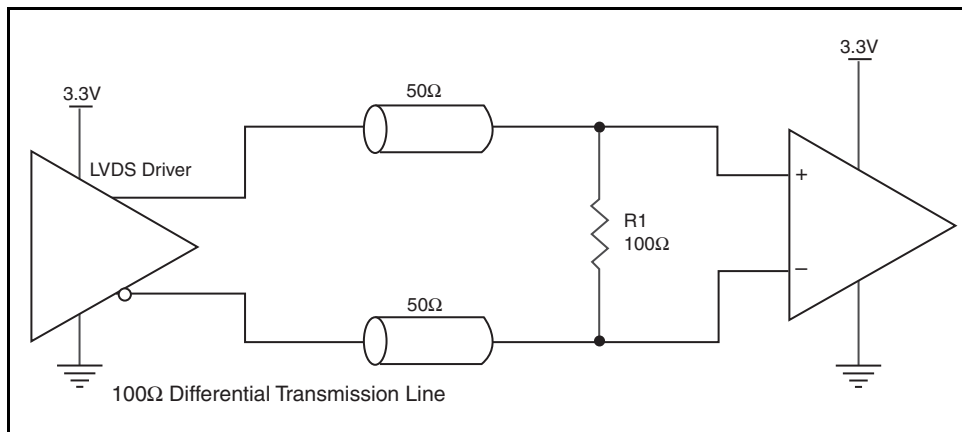 3.3V
50Ω
3.3V
LVDS Driver
+
R1
100Ω
–
50Ω
100Ω Differential Transmission Line